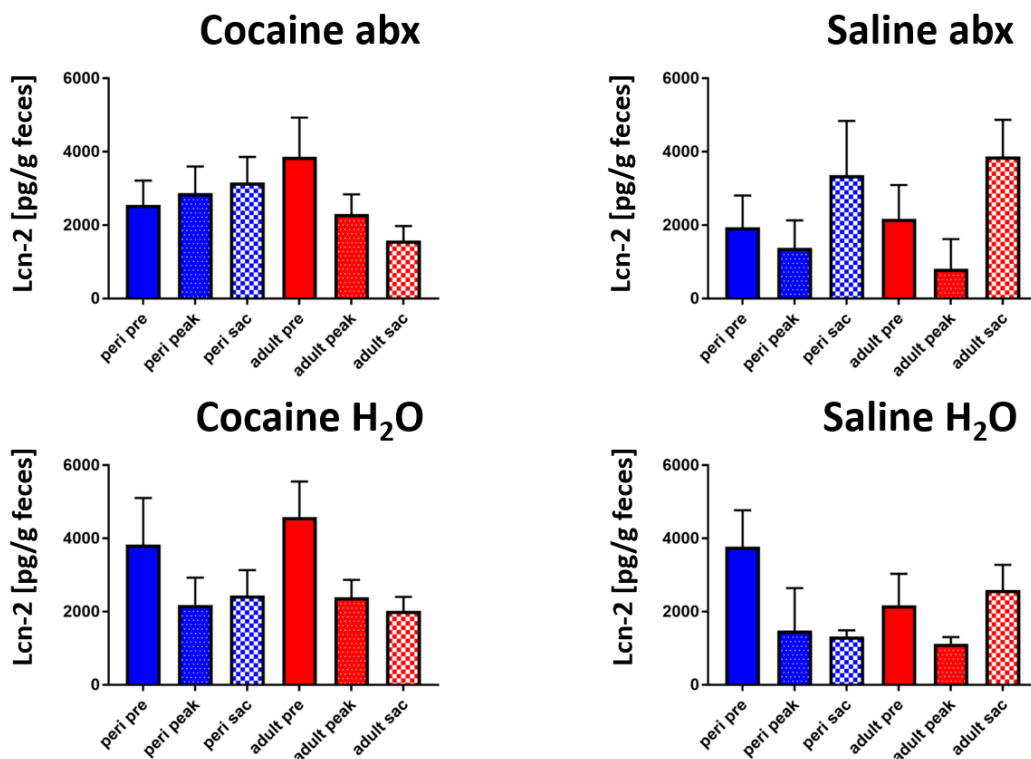 Cocaine abx
Lcn-2 [pg/g feces]
6000
4000
2000
0
peri pre
peri peak
peri sac
adult pre
adult peak
adult sac
Saline abx
Lcn-2 [pg/g feces]
6000
4000
2000
0
peri pre
peri peak
peri sac
adult pre
adult peak
adult sac
Cocaine H₂O
Lcn-2 [pg/g feces]
6000
4000
2000
0
peri pre
peri peak
peri sac
adult pre
adult peak
adult sac
Saline H₂O
Lcn-2 [pg/g feces]
6000
4000
2000
0
peri pre
peri peak
peri sac
adult pre
adult peak
adult sac